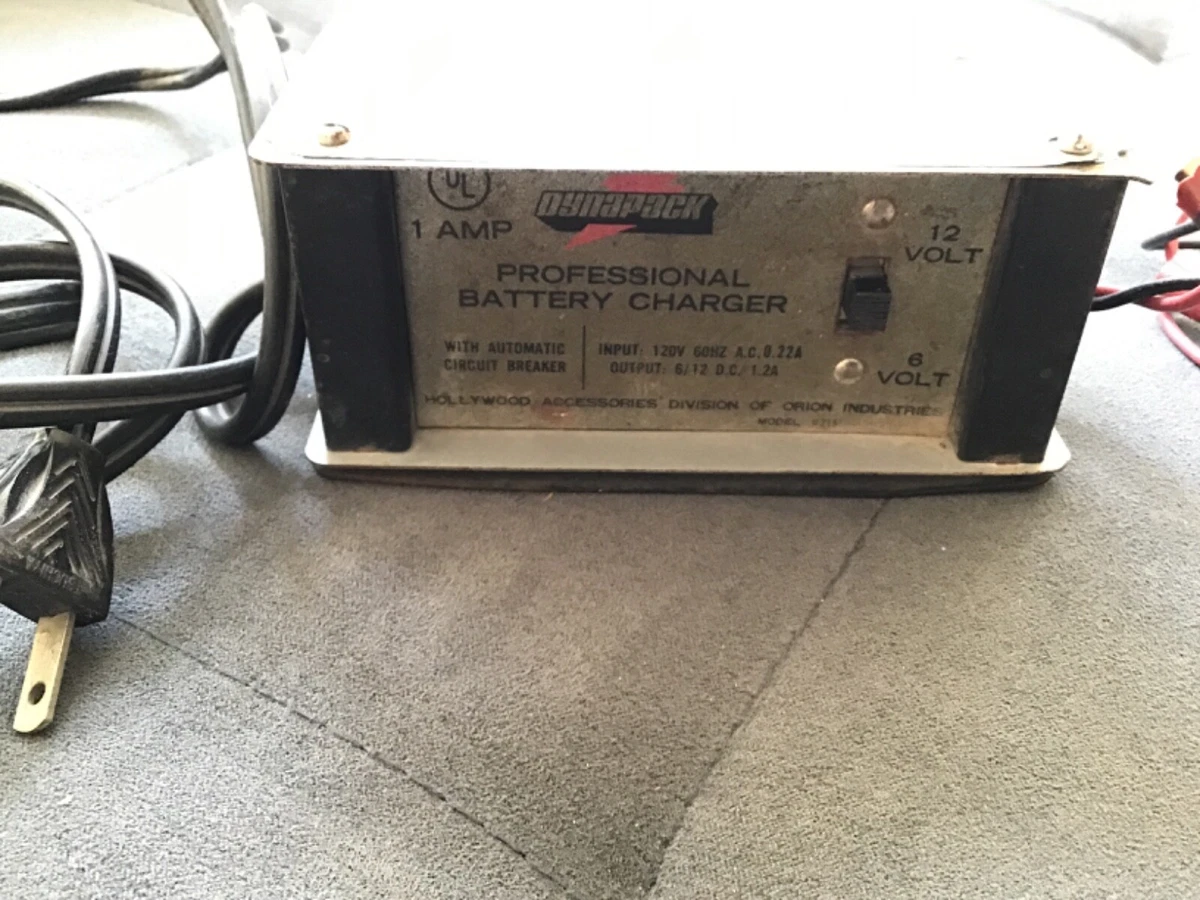 UL
DYNAPACK
1 AMP
12
VOLT
PROFESSIONAL
BATTERY CHARGER
WITH AUTOMATIC
CIRCUIT BREAKER
INPUT: 120V 60HZ A.C. 0.22A
OUTPUT: 6/12 D.C. 1.2A
6
VOLT
HOLLYWOOD ACCESSORIES DIVISION OF ORION INDUSTRIES
MODEL